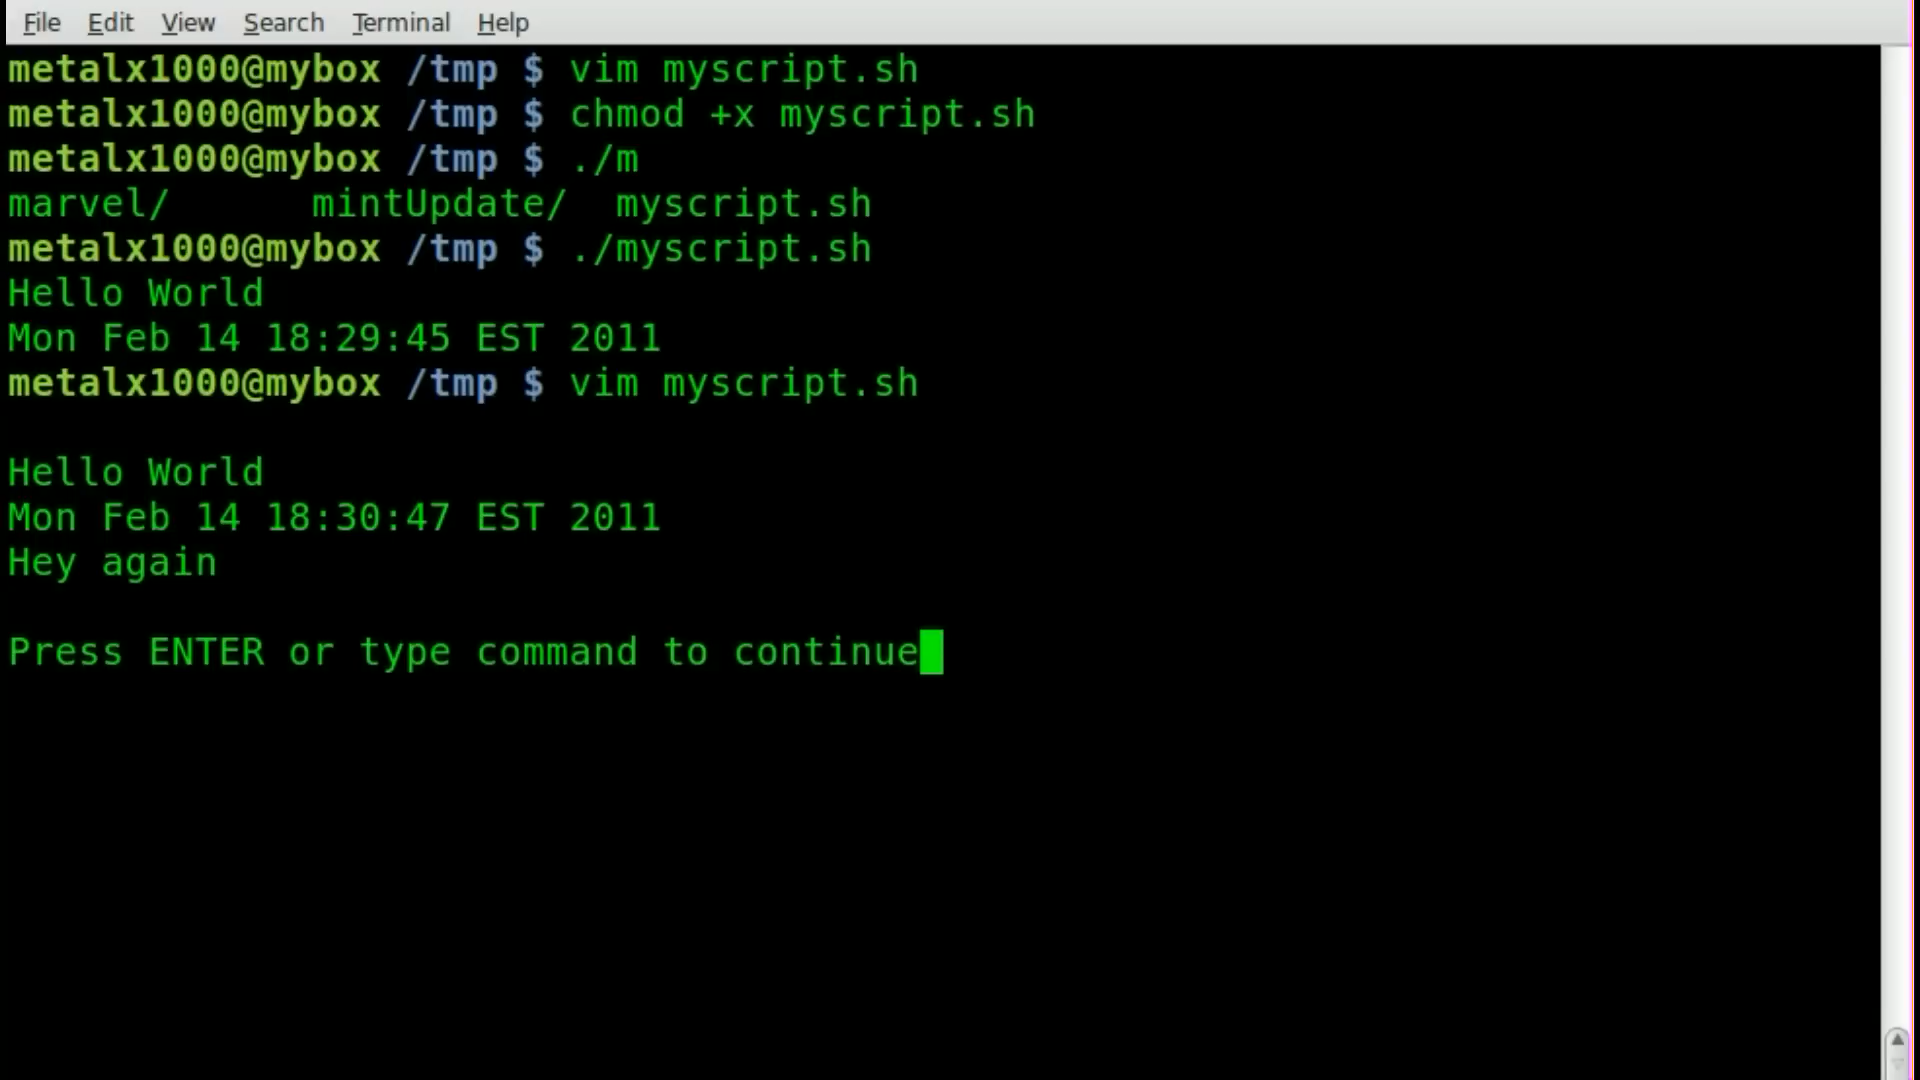 File Edit View Search Terminal Help
metalx1000@mybox /tmp $ vim myscript.sh
metalx1000@mybox /tmp $ chmod +x myscript.sh
metalx1000@mybox /tmp $ ./m
marvel/      mintUpdate/  myscript.sh
metalx1000@mybox /tmp $ ./myscript.sh
Hello World
Mon Feb 14 18:29:45 EST 2011
metalx1000@mybox /tmp $ vim myscript.sh
Hello World
Mon Feb 14 18:30:47 EST 2011
Hey again
Press ENTER or type command to continue